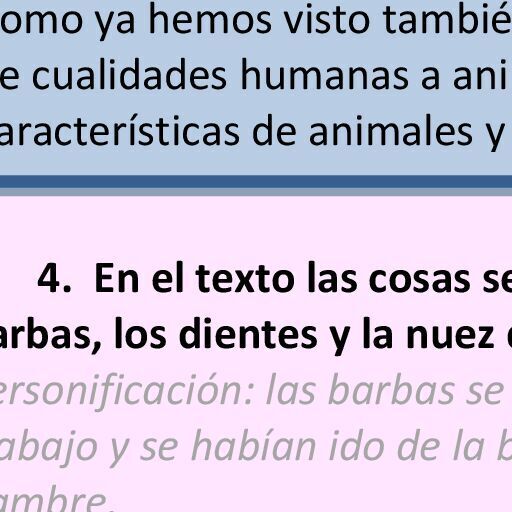 omo ya hemos visto tambié
e cualidades humanas a ani
aracterísticas de animales y
4. En el texto las cosas se
arbas, los dientes y la nuez
ersonificación: las barbas se
abajo y se habían ido de la b
ambre.